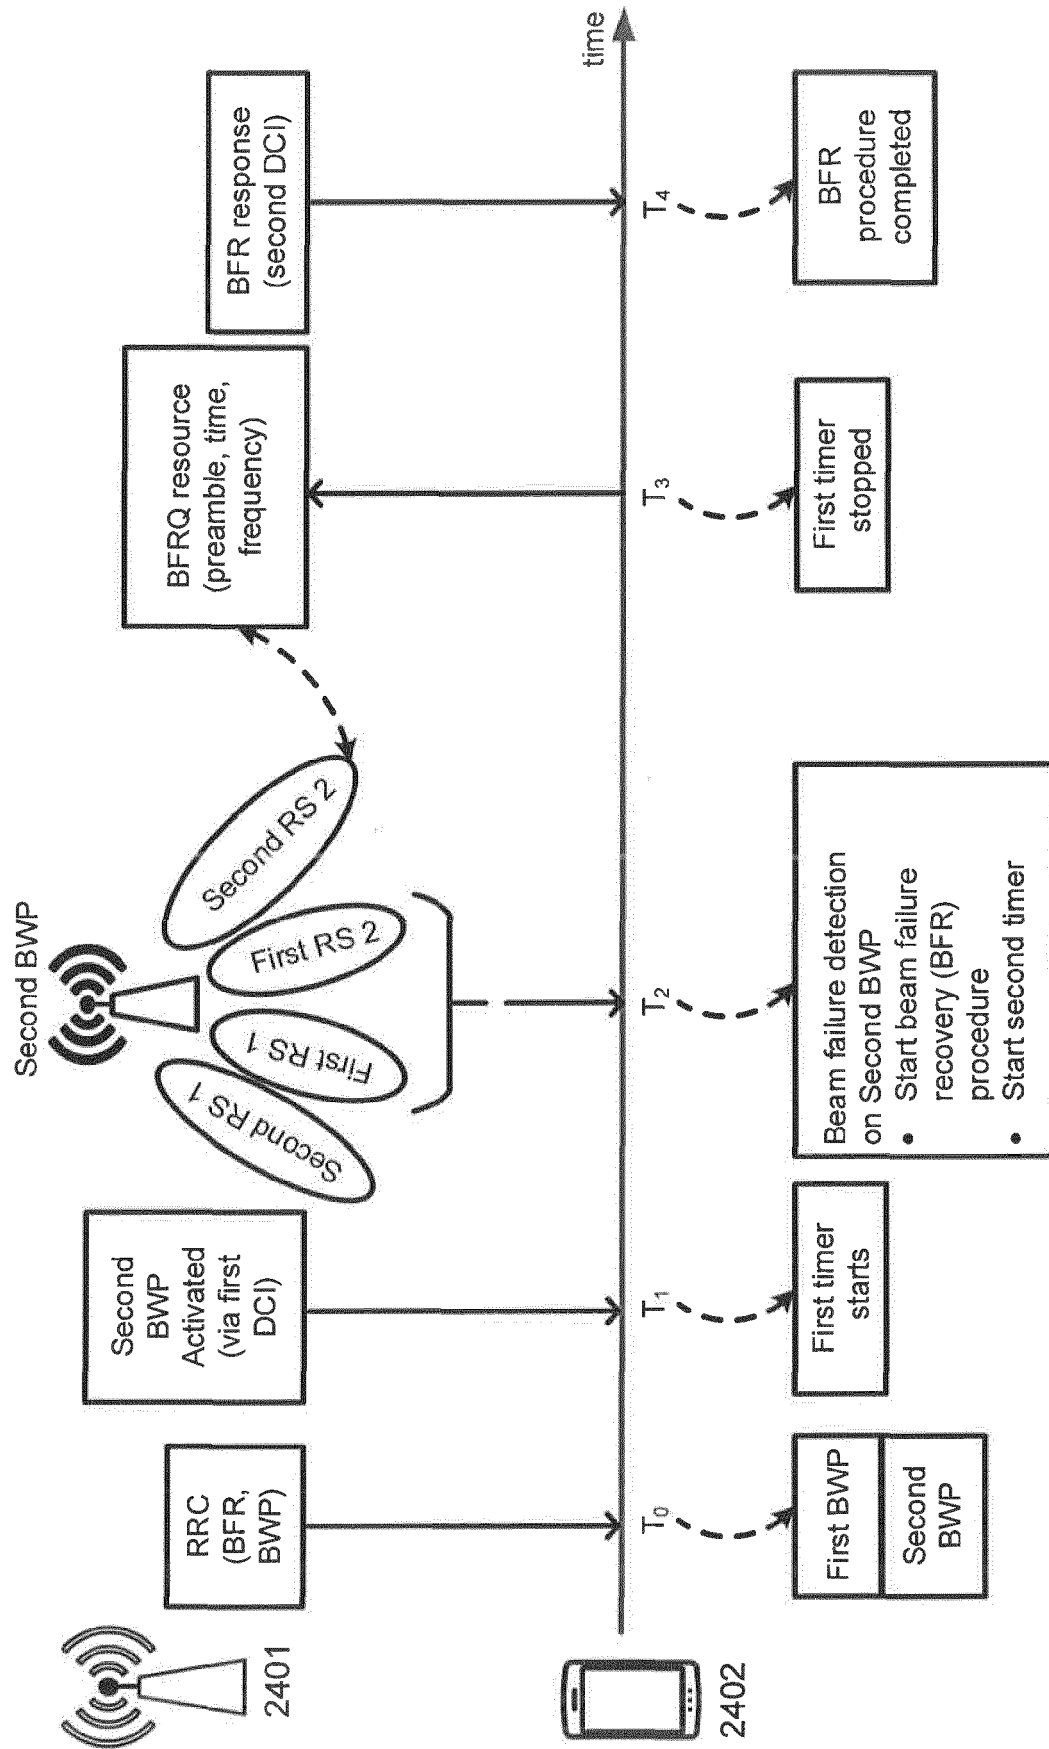 2401
RRC
(BFR,
BWP)
Second
BWP
Activated
(via first
DCI)
Second BWP
Second RS 1
First RS 1
First RS 2
Second RS 2
BFRQ resource
(preamble, time,
frequency)
BFR response
(second DCI)
time
2402
T0
T1
T2
T3
T4
First BWP
Second
BWP
First timer
starts
Beam failure detection
on Second BWP
• Start beam failure
recovery (BFR)
procedure
• Start second timer
First timer
stopped
BFR
procedure
completed